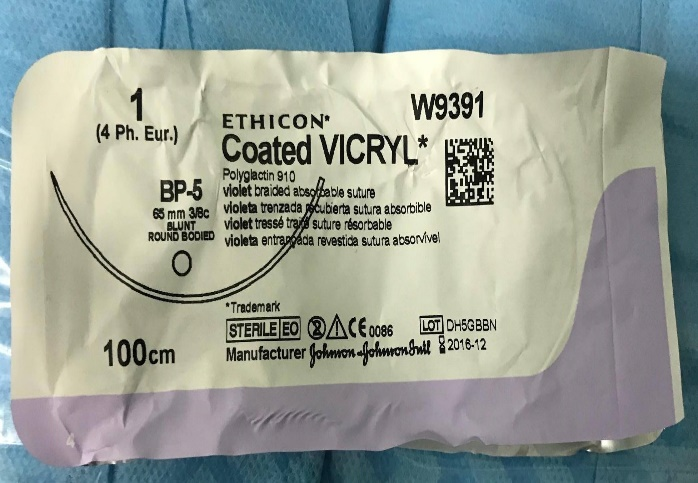 1
(4 Ph. Eur.)
ETHICON*
W9391
Coated VICRYL*
Polyglactin 910
BP-5
65 mm 3/8c
BLUNT
ROUND BODIED
violet braided absorbable suture
violeta trenzada recubierta sutura absorbible
violet tressé traité suture résorbable
violeta entrançada revestida sutura absorvível
*Trademark
STERILE EO 2 CE 0086 LOT DH5GBBN
100cm
Manufacturer Johnson+Johnson Intl 2016-12